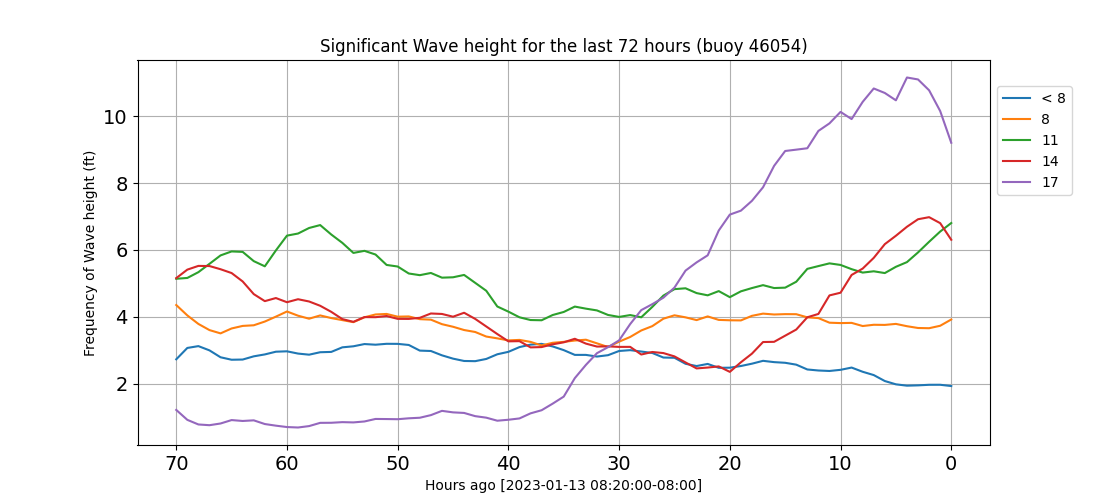 Significant Wave height for the last 72 hours (buoy 46054)
Frequency of Wave height (ft)
10
8
6
4
2
70 60 50 40 30 20 10 0
Hours ago [2023-01-13 08:20:00-08:00]
< 8
8
11
14
17